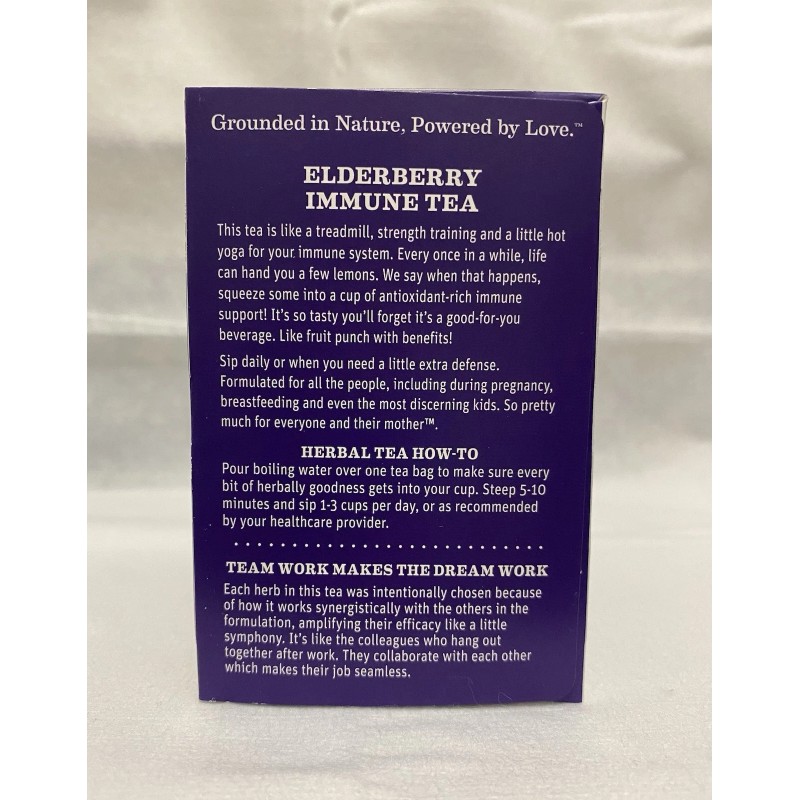 Grounded in Nature, Powered by Love.™
ELDERBERRY
IMMUNE TEA
This tea is like a treadmill, strength training and a little hot
yoga for your immune system. Every once in a while, life
can hand you a few lemons. We say when that happens,
squeeze some into a cup of antioxidant-rich immune
support! It's so tasty you'll forget it's a good-for-you
beverage. Like fruit punch with benefits!
Sip daily or when you need a little extra defense.
Formulated for all the people, including during pregnancy,
breastfeeding and even the most discerning kids. So pretty
much for everyone and their mother™.
HERBAL TEA HOW-TO
Pour boiling water over one tea bag to make sure every
bit of herbally goodness gets into your cup. Steep 5-10
minutes and sip 1-3 cups per day, or as recommended
by your healthcare provider.
TEAM WORK MAKES THE DREAM WORK
Each herb in this tea was intentionally chosen because
of how it works synergistically with the others in the
formulation, amplifying their efficacy like a little
symphony. It's like the colleagues who hang out
together after work. They collaborate with each other
which makes their job seamless.